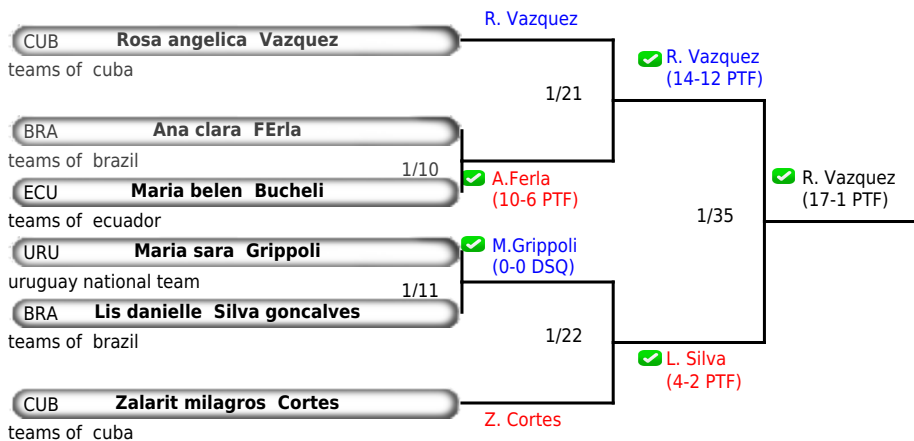 R. Vazquez
CUB Rosa angelica Vazquez
teams of cuba
R. Vazquez
(14-12 PTF)
1/21
BRA Ana clara FErla
teams of brazil
1/10
A.Ferla
(10-6 PTF)
R. Vazquez
(17-1 PTF)
ECU Maria belen Bucheli
teams of ecuador
1/35
URU Maria sara Grippoli
uruguay national team
M.Grippoli
(0-0 DSQ)
1/11
BRA Lis danielle Silva goncalves
teams of brazil
1/22
L. Silva
(4-2 PTF)
CUB Zalarit milagros Cortes
teams of cuba
Z. Cortes